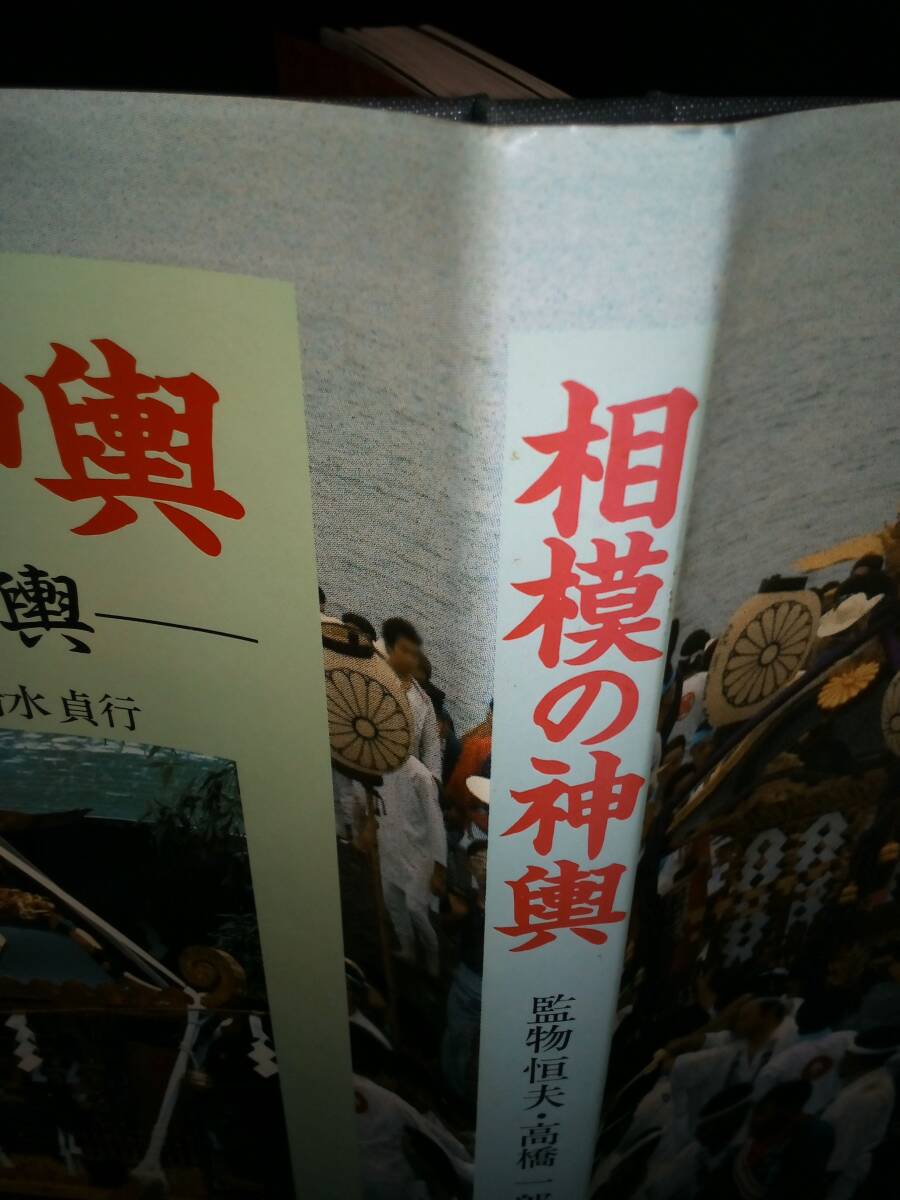 輿
輿—
水貞行
相模の神輿
監物恒夫・高橋一